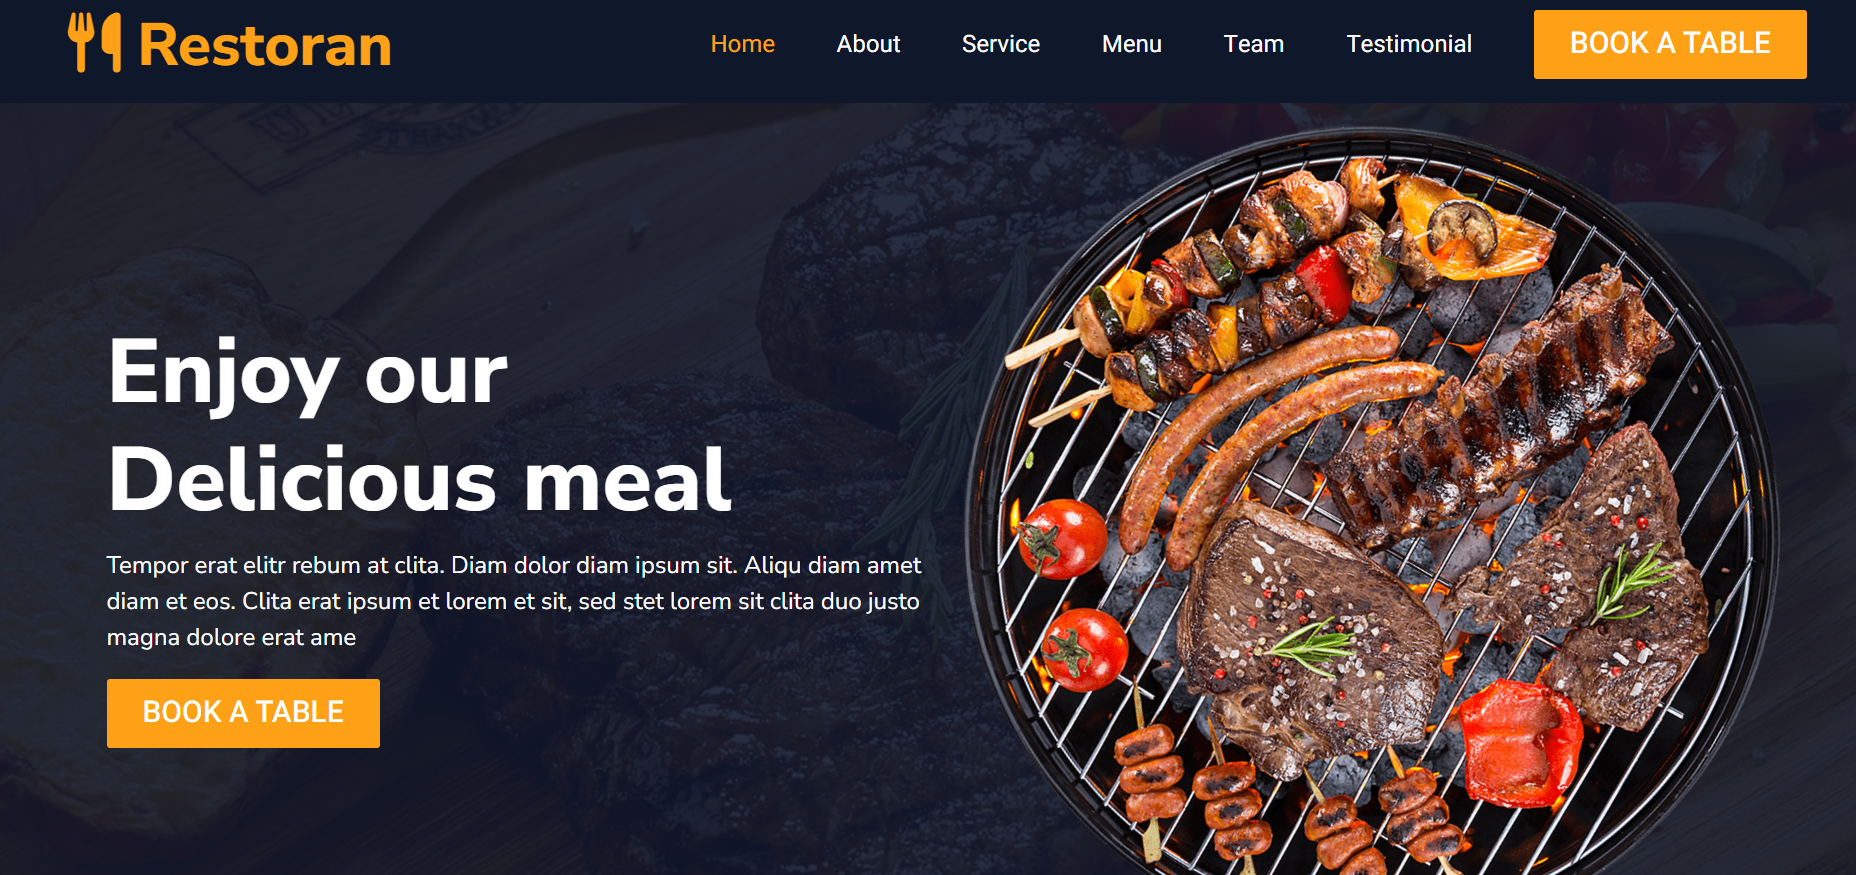 Restoran
Home About Service Menu Team Testimonial BOOK A TABLE
Enjoy our
Delicious meal
Tempor erat elitr rebum at clita. Diam dolor diam ipsum sit. Aliqu diam amet
diam et eos. Clita erat ipsum et lorem et sit, sed stet lorem sit clita duo justo
magna dolore erat ame
BOOK A TABLE